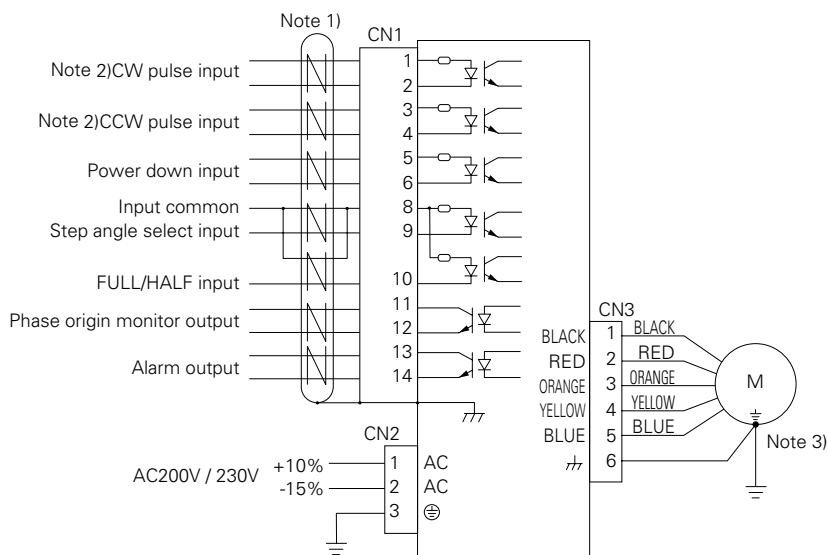 Note 1)
CN1
Note 2)CW pulse input
1
2
Note 2)CCW pulse input
3
4
Power down input
5
6
Input common
8
Step angle select input
9
FULL/HALF input
10
Phase origin monitor output
11
12
Alarm output
13
14
CN3
BLACK 1 BLACK
RED 2 RED
ORANGE 3 ORANGE
YELLOW 4 YELLOW
BLUE 5 BLUE
6
M
Note 3)
CN2
AC200V / 230V
+10% 1 AC
-15% 2 AC
3